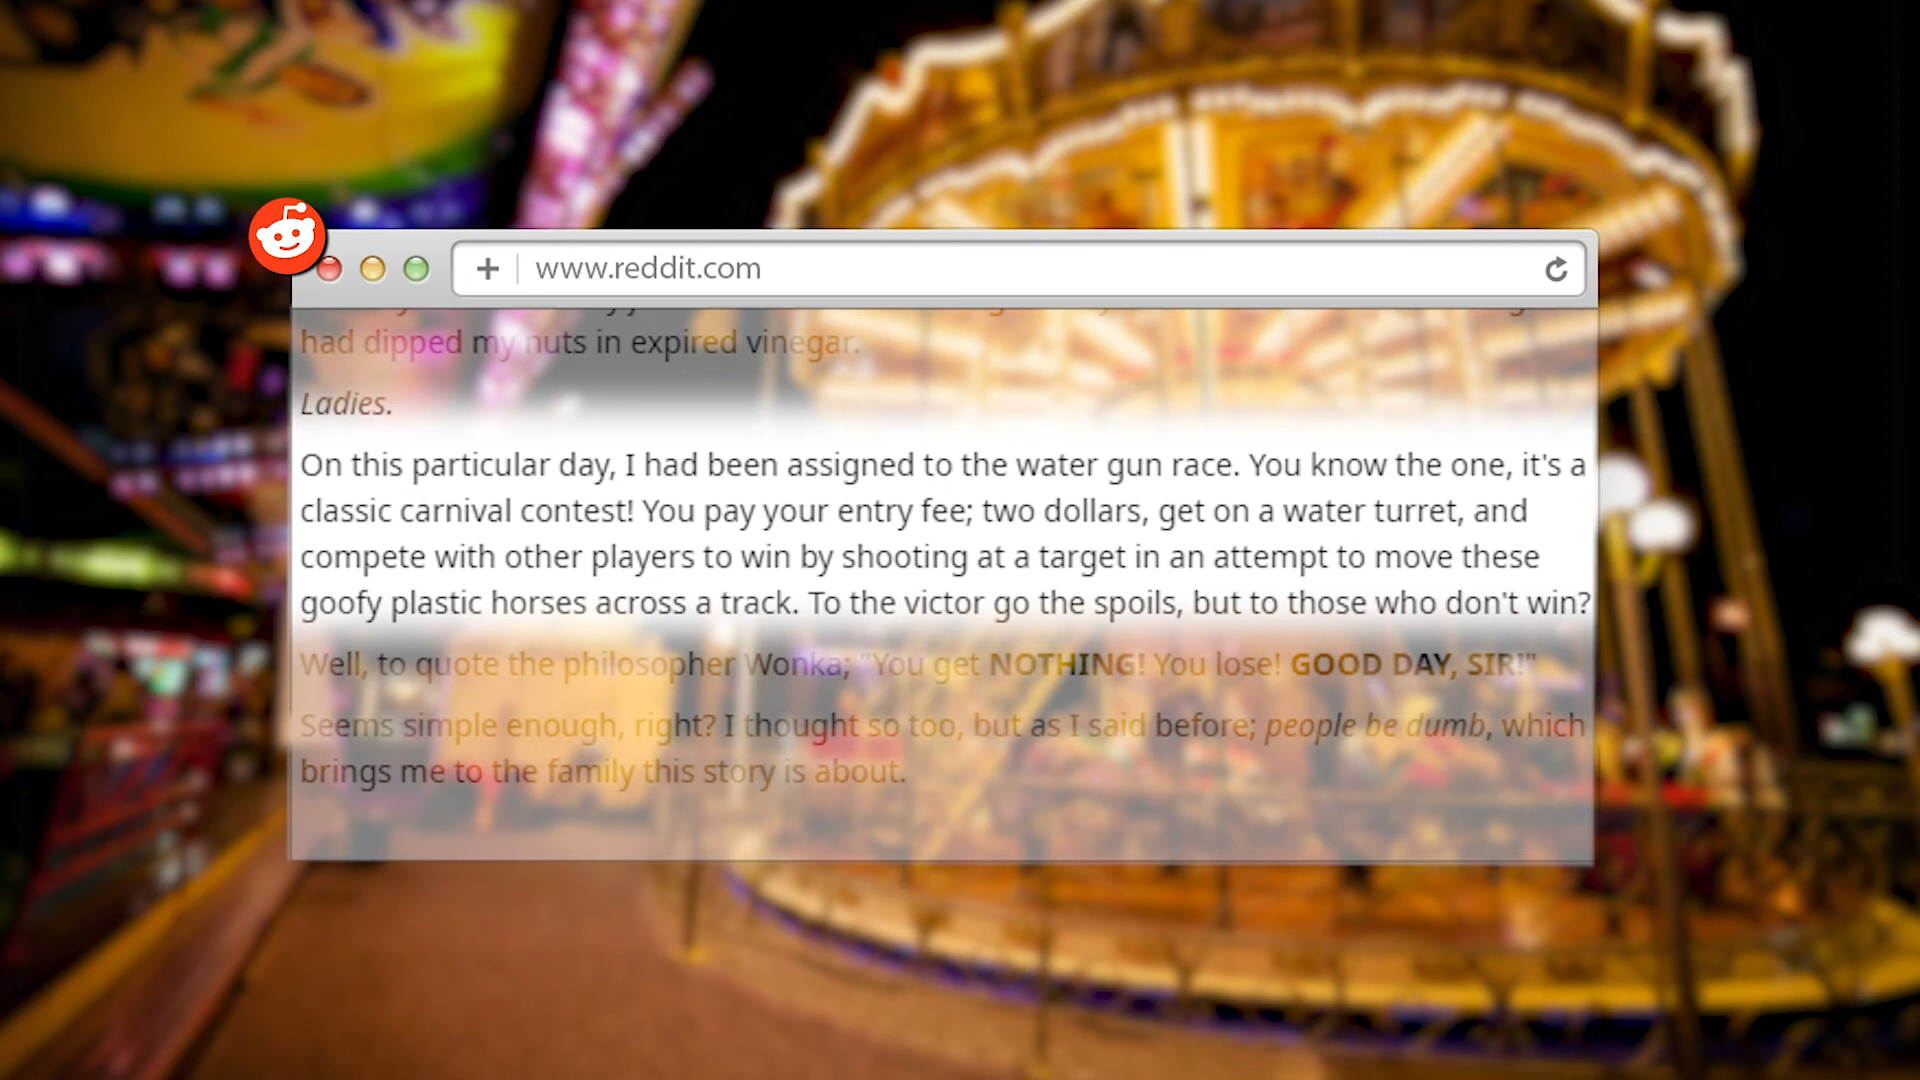 www.reddit.com
had dipped my nuts in expired vinegar.
Ladies.
On this particular day, I had been assigned to the water gun race. You know the one, it's a
classic carnival contest! You pay your entry fee; two dollars, get on a water turret, and
compete with other players to win by shooting at a target in an attempt to move these
goofy plastic horses across a track. To the victor go the spoils, but to those who don't win?
Well, to quote the philosopher Wonka; "You get NOTHING! You lose! GOOD DAY, SIR!"
Seems simple enough, right? I thought so too, but as I said before; people be dumb, which
brings me to the family this story is about.